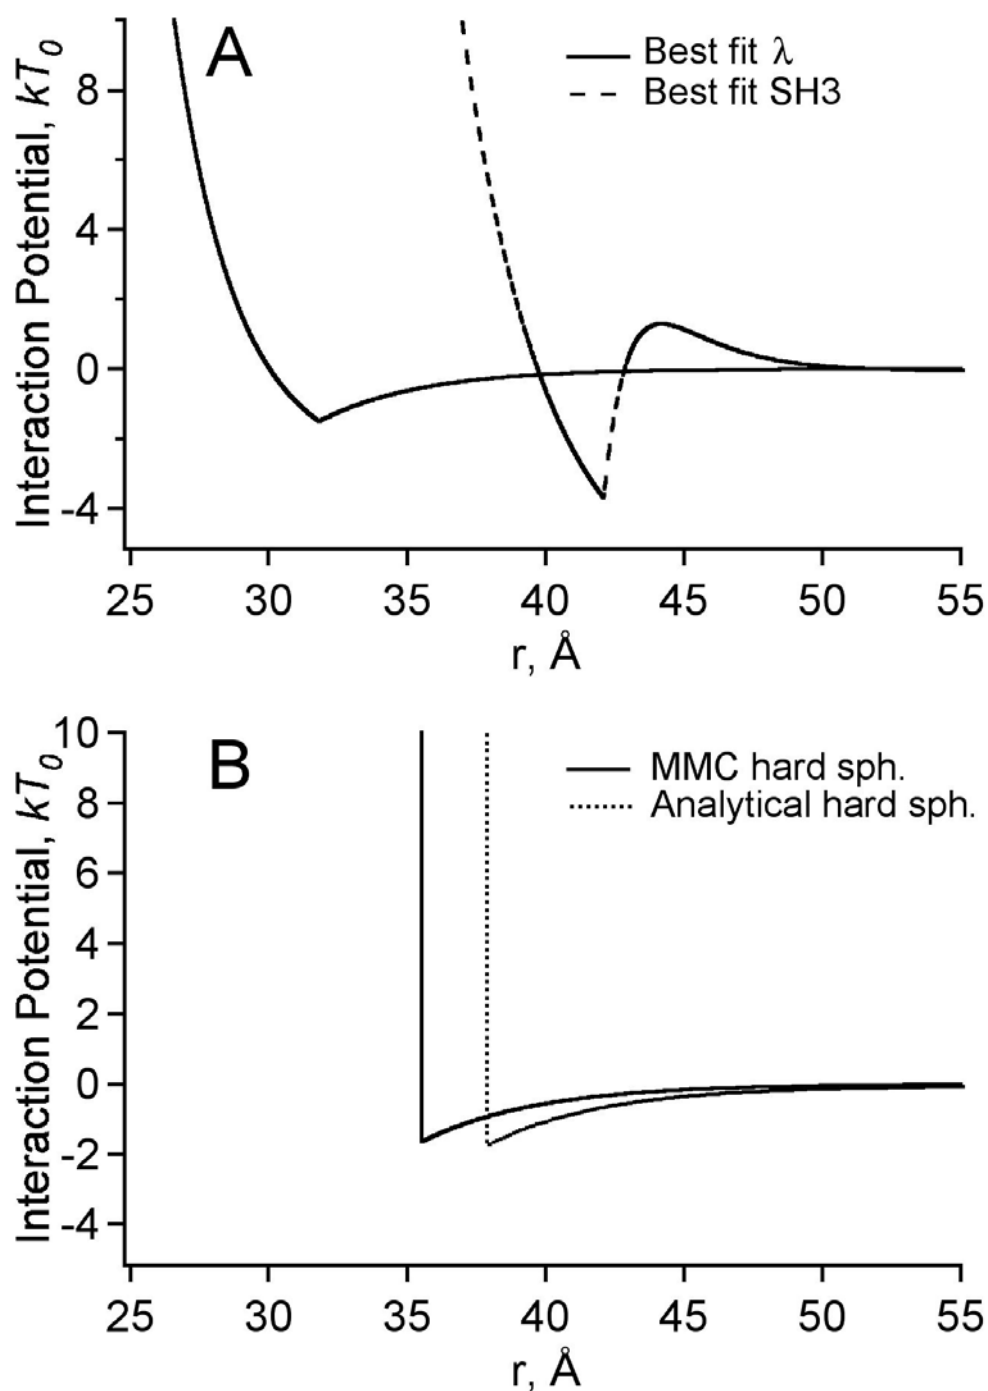 A
Best fit λ
Best fit SH3
Interaction Potential, kT0
8
4
0
-4
25 30 35 40 45 50 55
r, Å
B
MMC hard sph.
Analytical hard sph.
Interaction Potential, kT0
10
8
6
4
2
0
-2
-4
25 30 35 40 45 50 55
r, Å